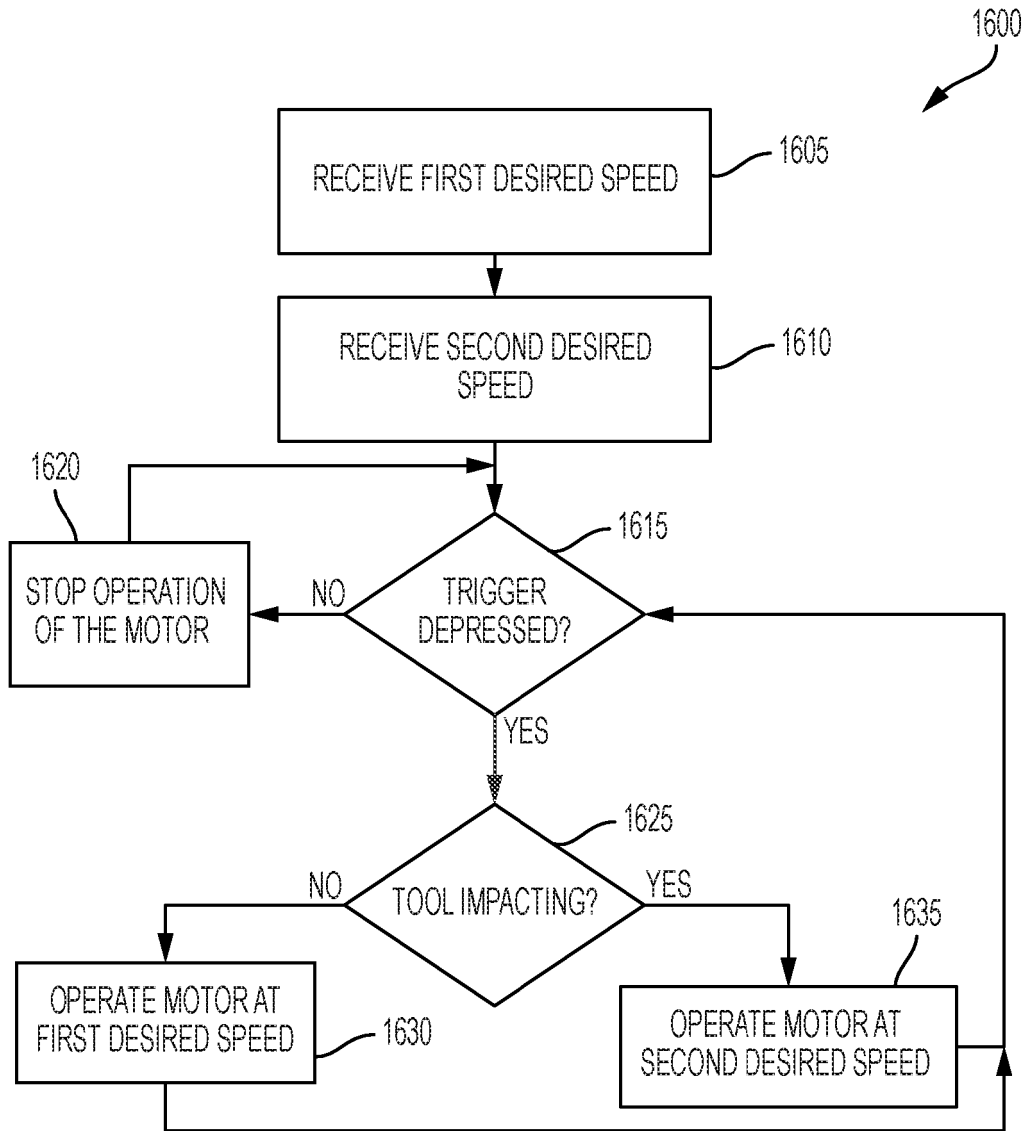 1600
RECEIVE FIRST DESIRED SPEED
1605
RECEIVE SECOND DESIRED
SPEED
1610
1620
STOP OPERATION
OF THE MOTOR
NO
TRIGGER
DEPRESSED?
1615
YES
1625
NO
TOOL IMPACTING?
YES
OPERATE MOTOR AT
FIRST DESIRED SPEED
1630
1635
OPERATE MOTOR AT
SECOND DESIRED SPEED